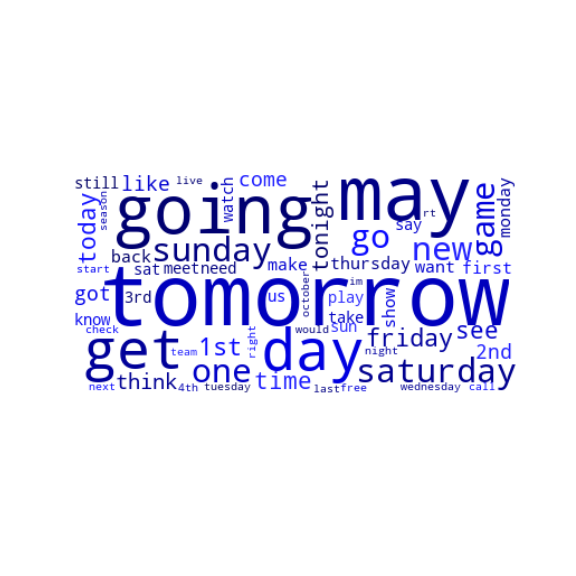 still like live watch come tonight may game monday
today season going say rt
back sunday go new
sat meet need make thursday want first
start tomorrow
got 3rd us october im play show
know take
check would sun
get 1st right day night friday see
team one 2nd
think time saturday
next 4th tuesday last free wednesday call